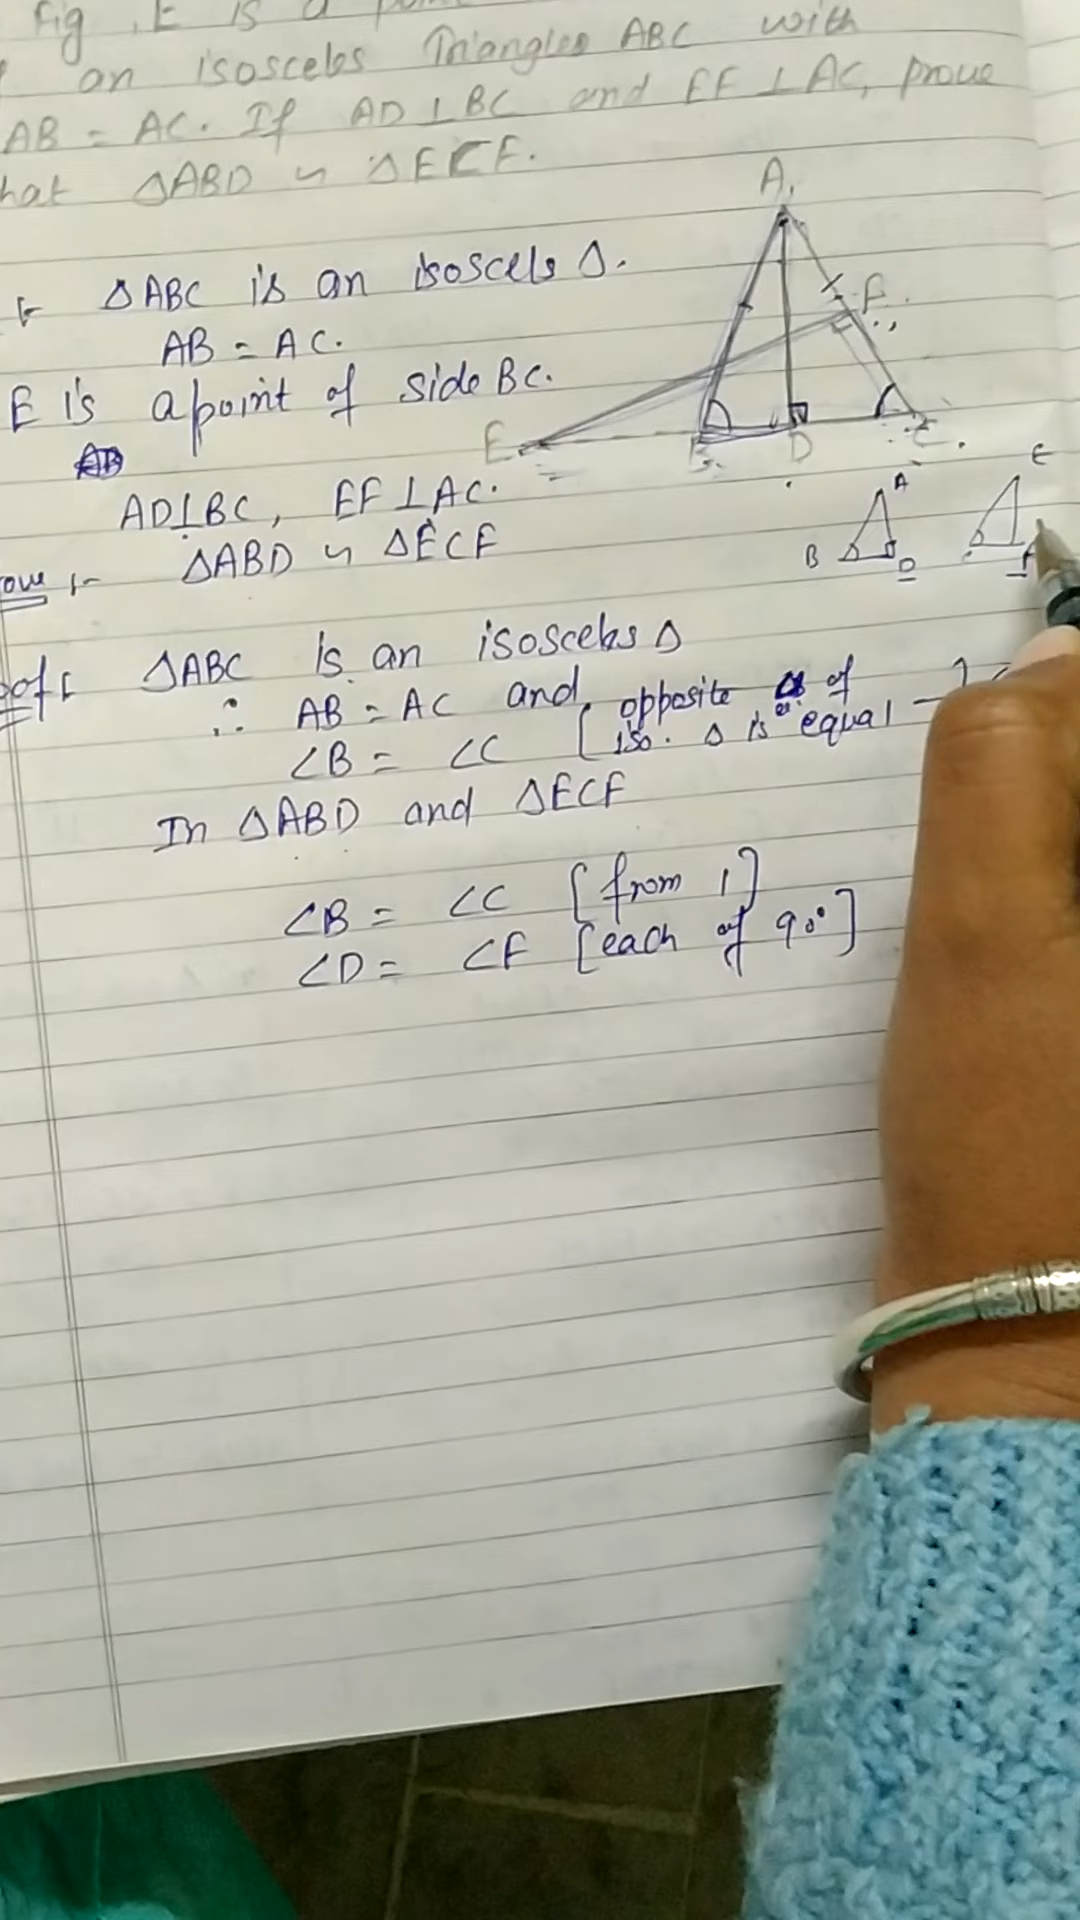 Fig, E is a point
an isosceles Triangles ABC with
AB = AC. If AD ⊥ BC and EF ⊥ AC, prove
hat ΔABD ∽ ΔECF.
ΔABC is an isoscels Δ.
AB = AC.
E is a point of side BC.
AD⊥BC, EF⊥AC.
ΔABD ∽ ΔECF
rove :-
ΔABC is an isosceles Δ
∴ AB = AC and
∠B = ∠C [opposite ∠s of
iso. Δ is equal
In ΔABD and ΔECF
∠B = ∠C [from 1]
∠D = ∠F [each of 90°]
A
F
E
B
D
C
A
B
D
E
F